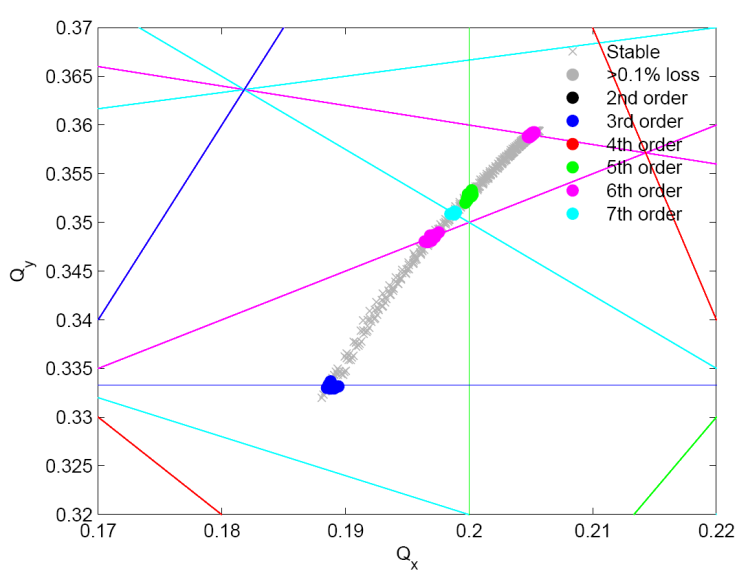 0.37
0.365
0.36
0.355
0.35
0.345
0.34
0.335
0.33
0.325
0.32
Q_y
Stable
>0.1% loss
2nd order
3rd order
4th order
5th order
6th order
7th order
0.17 0.18 0.19 0.2 0.21 0.22
Q_x